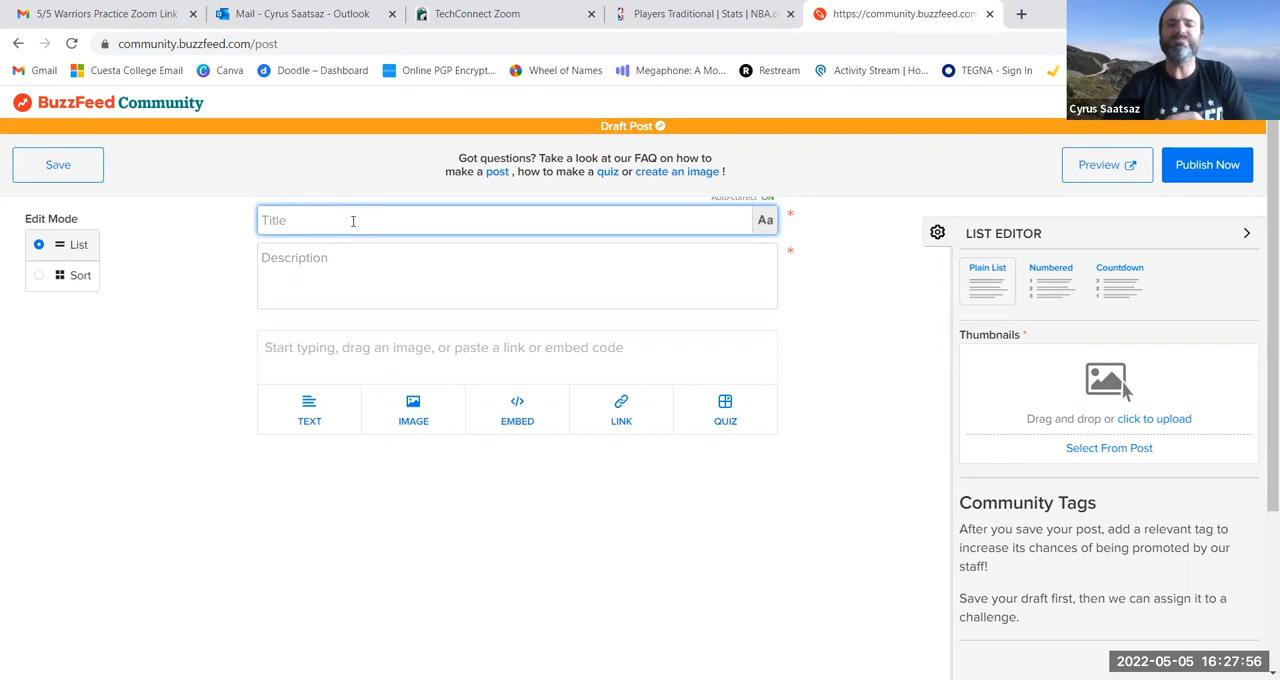 5/5 Warriors Practice Zoom Link
Mail - Cyrus Saatsaz - Outlook
TechConnect Zoom
Players Traditional | Stats | NBA.c
https://community.buzzfeed.com
community.buzzfeed.com/post
Gmail
Cuesta College Email
Canva
Doodle – Dashboard
Online PGP Encrypt...
Wheel of Names
Megaphone: A Mo...
Restream
Activity Stream | Ho...
TEGNA - Sign In
Cyrus Saatsaz
BuzzFeed Community
Draft Post
Save
Got questions? Take a look at our FAQ on how to
make a post , how to make a quiz or create an image !
Preview
Publish Now
Auto-correct ON
Edit Mode
List
Sort
Title
Aa
*
Description
*
Start typing, drag an image, or paste a link or embed code
TEXT
IMAGE
EMBED
LINK
QUIZ
LIST EDITOR
Plain List
Numbered
Countdown
Thumbnails *
Drag and drop or click to upload
Select From Post
Community Tags
After you save your post, add a relevant tag to
increase its chances of being promoted by our
staff!
Save your draft first, then we can assign it to a
challenge.
2022-05-05 16:27:56